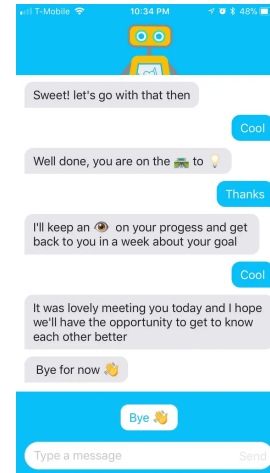 T-Mobile 10:34 PM 48%
Sweet! let's go with that then
Cool
Well done, you are on the 🛣️ to 💡
Thanks
I'll keep an 👁️ on your progess and get
back to you in a week about your goal
Cool
It was lovely meeting you today and I hope
we'll have the opportunity to get to know
each other better
Bye for now 👋
Bye 👋
Type a message Send